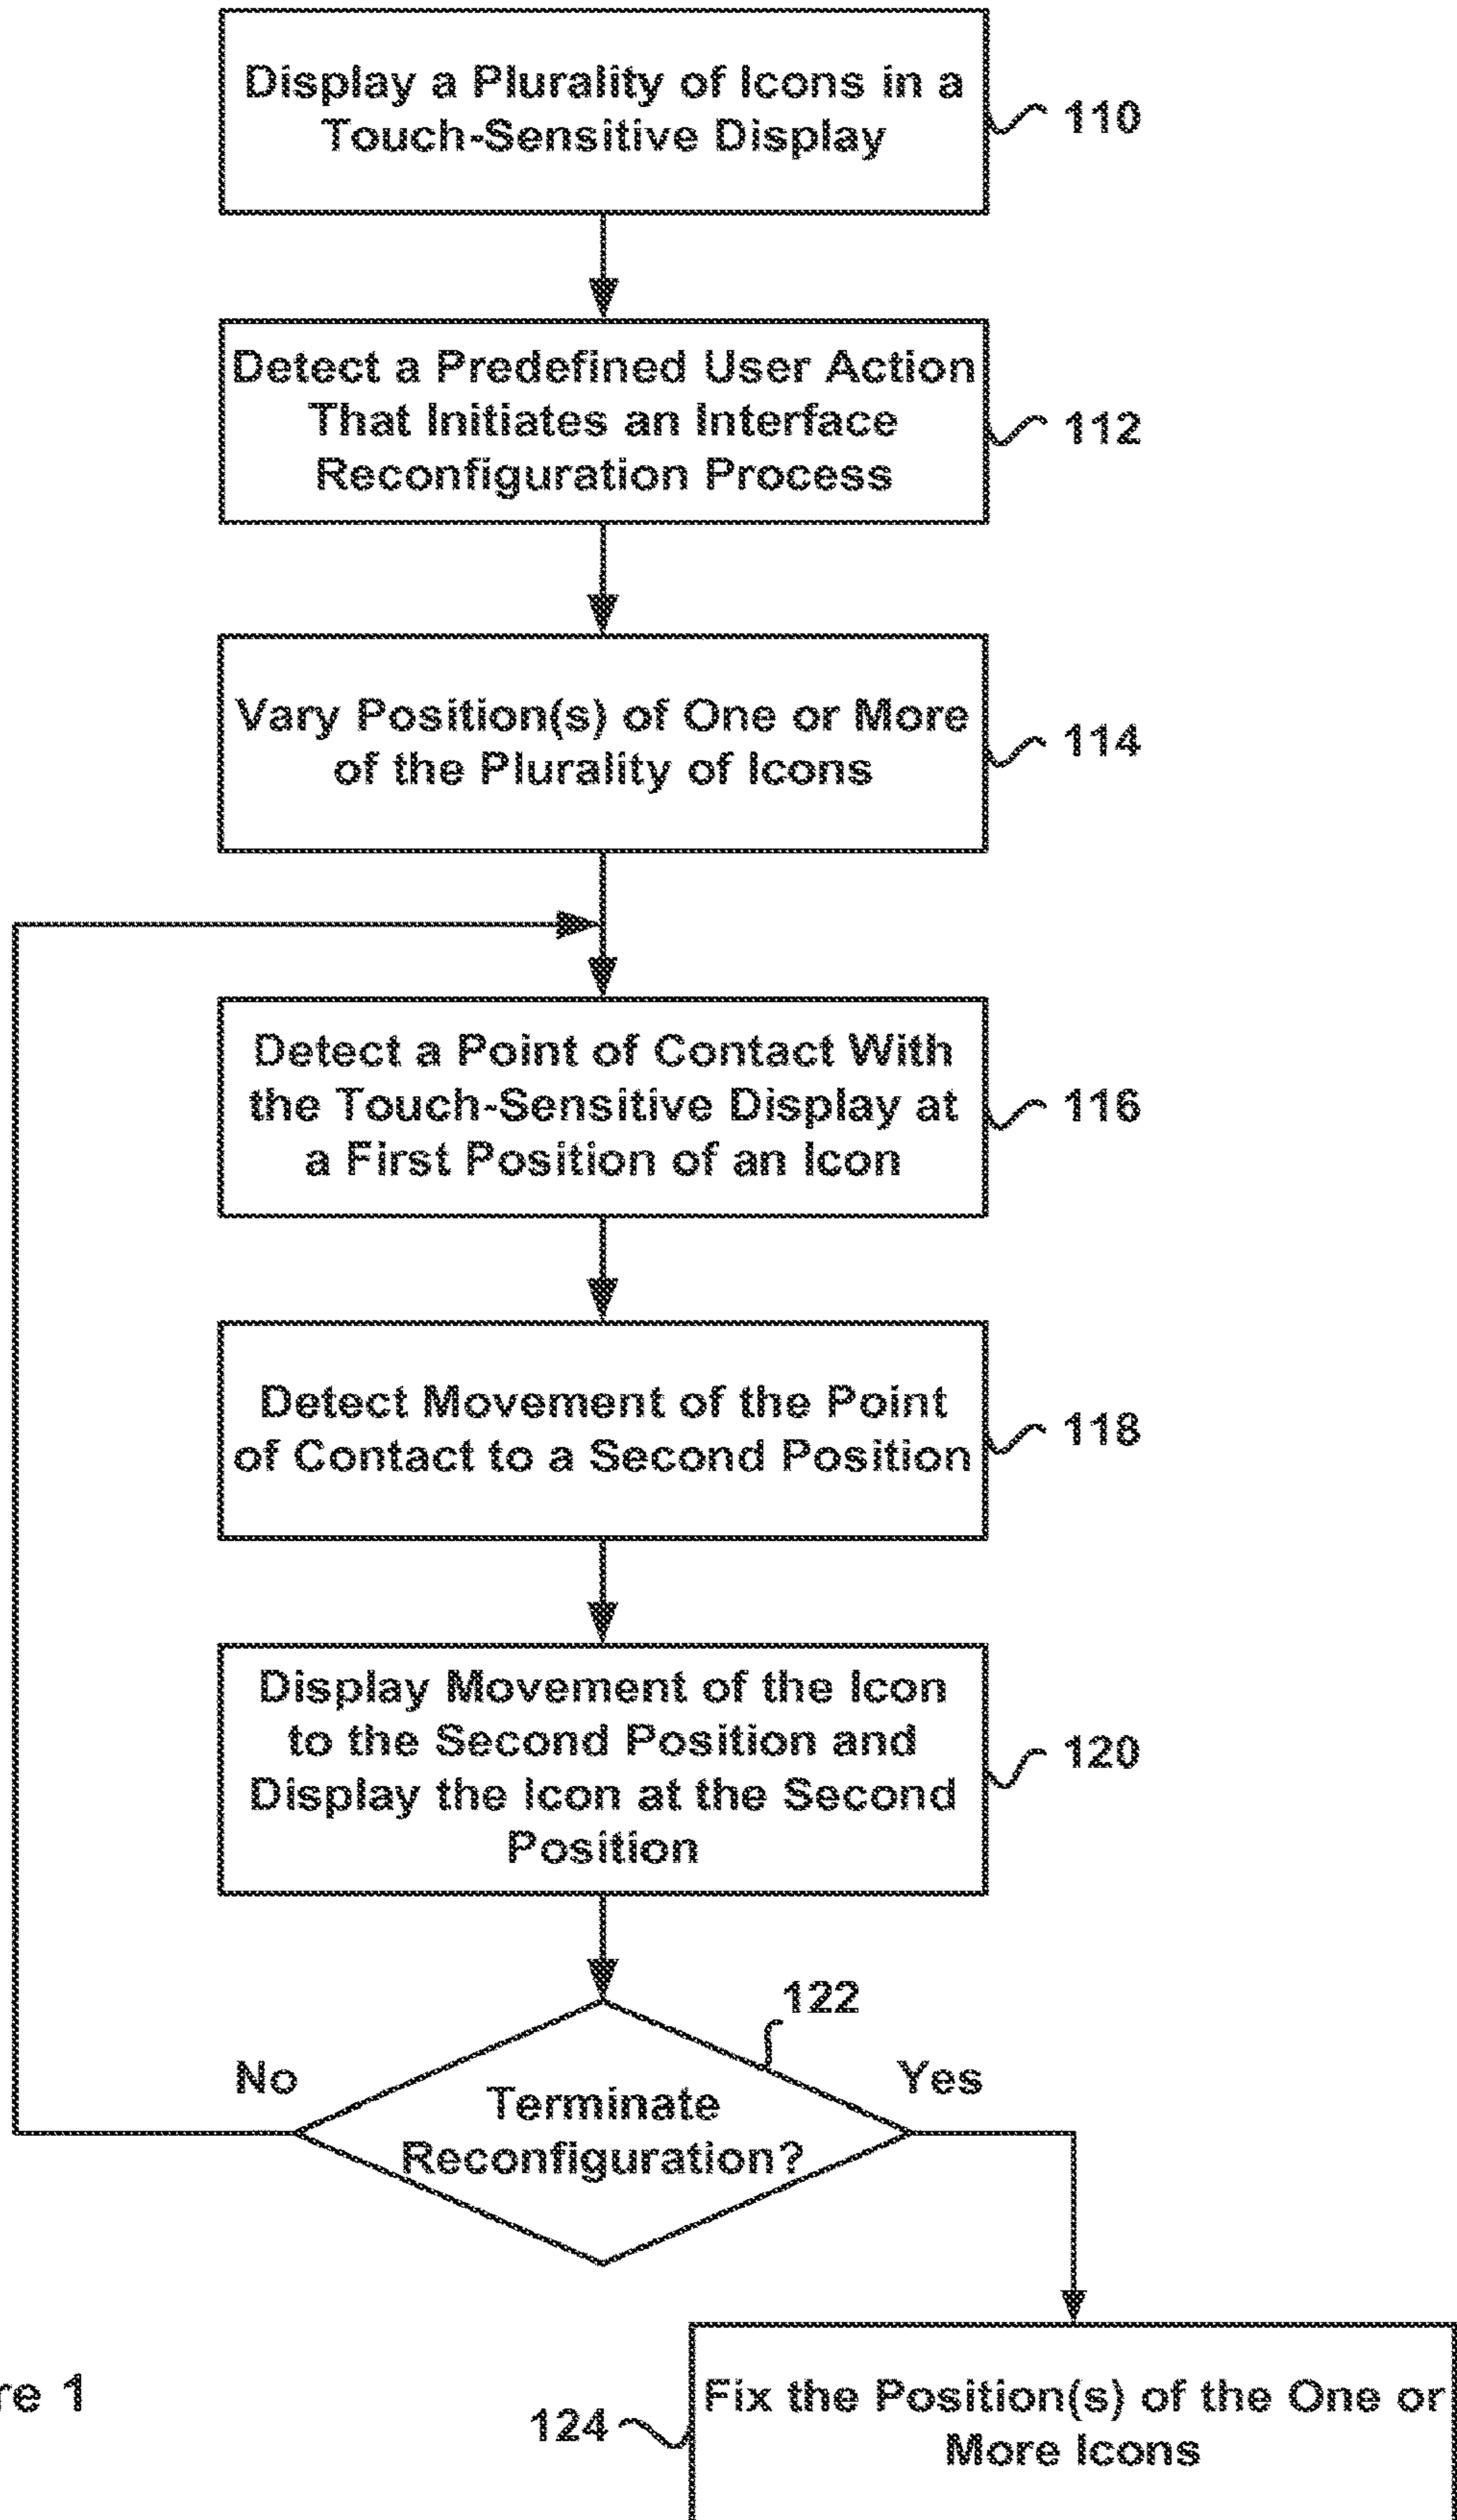 Display a Plurality of Icons in a
Touch-Sensitive Display
110
Detect a Predefined User Action
That Initiates an Interface
Reconfiguration Process
112
Vary Position(s) of One or More
of the Plurality of Icons
114
Detect a Point of Contact With
the Touch-Sensitive Display at
a First Position of an Icon
116
Detect Movement of the Point
of Contact to a Second Position
118
Display Movement of the Icon
to the Second Position and
Display the Icon at the Second
Position
120
122
No
Yes
Terminate
Reconfiguration?
re 1
124
Fix the Position(s) of the One or
More Icons